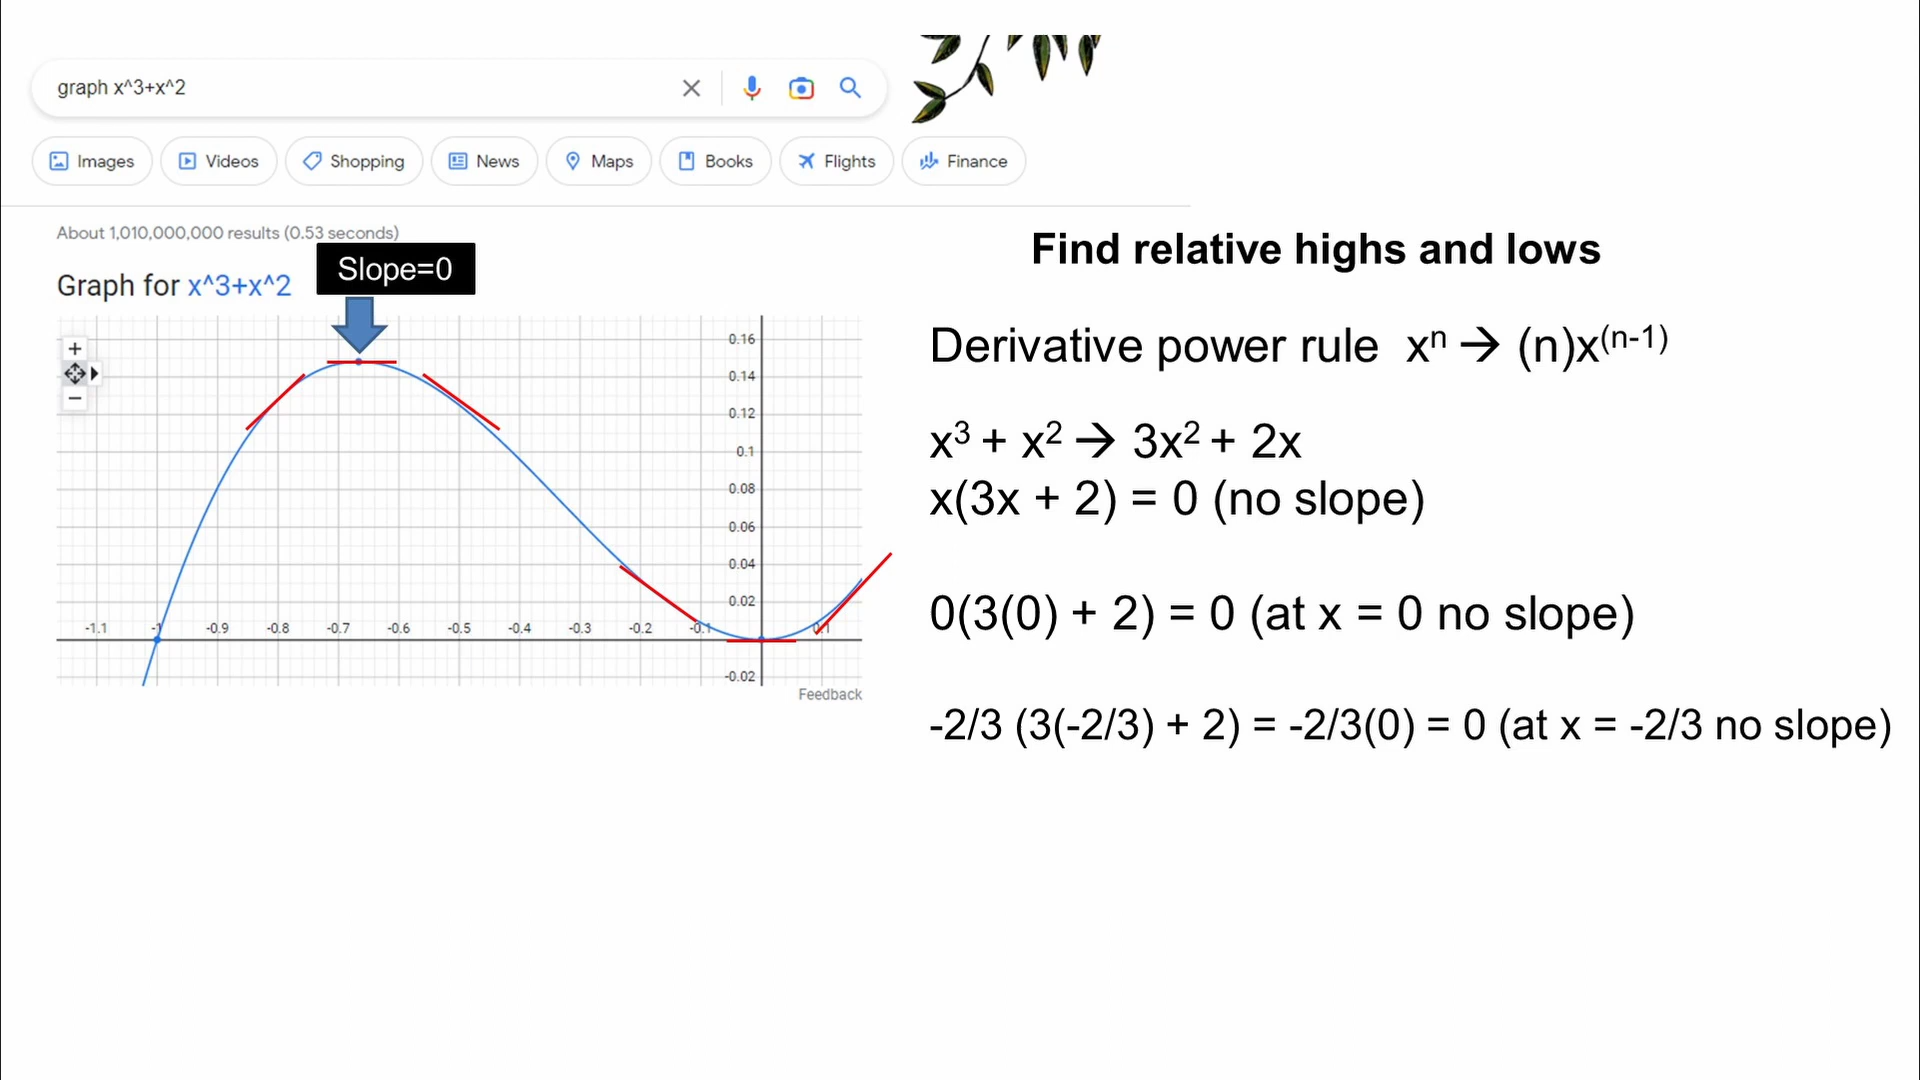 graph x^3+x^2
Images Videos Shopping News Maps Books Flights Finance
About 1,010,000,000 results (0.53 seconds)
Slope=0
Graph for x^3+x^2
+
−
0.16
0.14
0.12
0.1
0.08
0.06
0.04
0.02
-1.1 -1 -0.9 -0.8 -0.7 -0.6 -0.5 -0.4 -0.3 -0.2 -0.1 0.1
-0.02
Feedback
Find relative highs and lows
Derivative power rule xⁿ → (n)x⁽ⁿ⁻¹⁾
x³ + x² → 3x² + 2x
x(3x + 2) = 0 (no slope)
0(3(0) + 2) = 0 (at x = 0 no slope)
-2/3 (3(-2/3) + 2) = -2/3(0) = 0 (at x = -2/3 no slope)